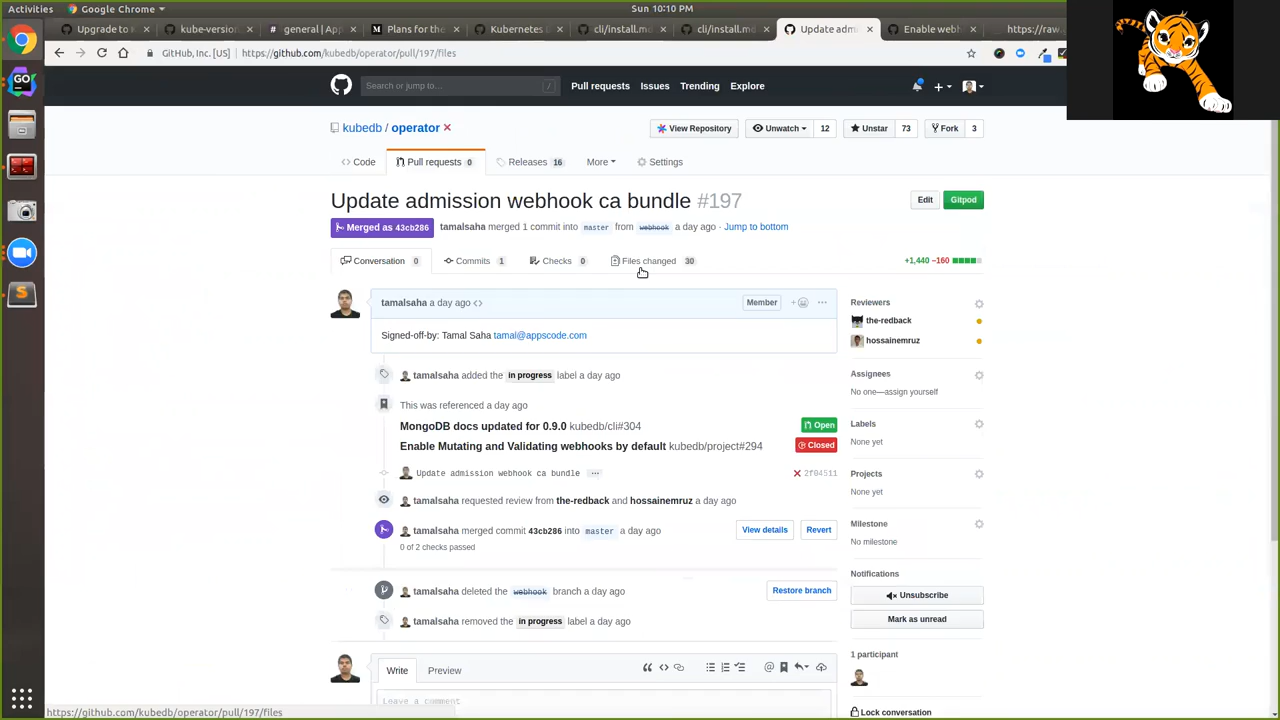 Activities
Google Chrome
Sun 10:10 PM
Upgrade to
kube-version
general | App
Plans for the
Kubernetes
cli/install.m
cli/install.md
Update adm
Enable webh
https://raw
GitHub, Inc. [US]
https://github.com/kubedb/operator/pull/197/files
Search or jump to...
/
Pull requests
Issues
Trending
Explore
kubedb / operator
View Repository
Unwatch
12
Unstar
73
Fork
3
Code
Pull requests 0
Releases 16
More
Settings
Update admission webhook ca bundle #197
Edit
Gitpod
Merged as 43cb286
tamalsaha merged 1 commit into master from webhook a day ago · Jump to bottom
Conversation 0
Commits 1
Checks 0
Files changed 30
+1,440 −160
tamalsaha a day ago
Member
Signed-off-by: Tamal Saha tamal@appscode.com
tamalsaha added the in progress label a day ago
This was referenced a day ago
MongoDB docs updated for 0.9.0 kubedb/cli#304
Open
Enable Mutating and Validating webhooks by default kubedb/project#294
Closed
Update admission webhook ca bundle ...
2f04511
tamalsaha requested review from the-redback and hossainemruz a day ago
tamalsaha merged commit 43cb286 into master a day ago
View details
Revert
0 of 2 checks passed
tamalsaha deleted the webhook branch a day ago
Restore branch
tamalsaha removed the in progress label a day ago
Write
Preview
Leave a comment
Reviewers
the-redback
hossainemruz
Assignees
No one—assign yourself
Labels
None yet
Projects
None yet
Milestone
No milestone
Notifications
Unsubscribe
Mark as unread
1 participant
Lock conversation
https://github.com/kubedb/operator/pull/197/files
GO